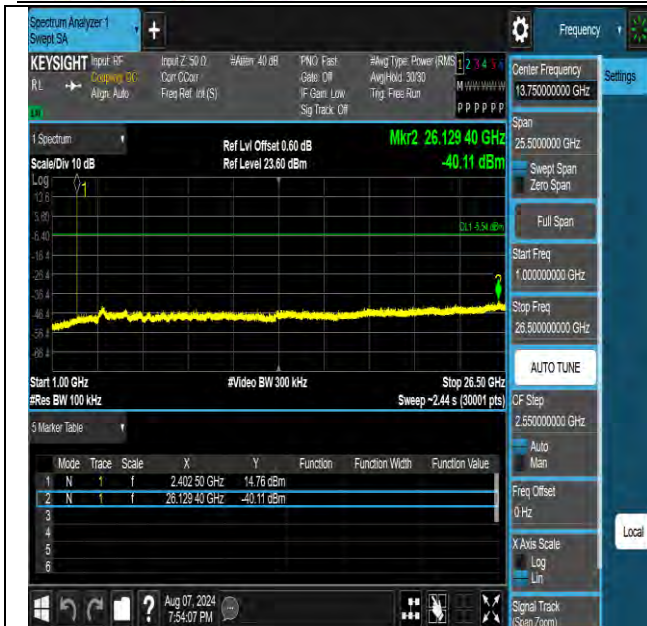 Spectrum Analyzer 1
Swept SA
+
Frequency
KEYSIGHT Input: RF Input Z: 50 Ω #Atten: 40 dB PNO: Fast #Avg Type: Power (RMS 1 2 3 4 5 6
RL Coupling: DC Corr CCorr Gate: Off Avg|Hold: 30/30 M W W W W W
Align: Auto Freq Ref: Int (S) IF Gain: Low Trig: Free Run
Sig Track: Off P P P P P P
Center Frequency
13.750000000 GHz
Settings
1 Spectrum
Ref Lvl Offset 0.60 dB Mkr2 26.129 40 GHz
Scale/Div 10 dB Ref Level 23.60 dBm -40.11 dBm
Log
1
13.6
3.60
-6.40
DL1 -5.54 dBm
-16.4
-26.4
-36.4
-46.4
-56.4
-66.4
Start 1.00 GHz #Video BW 300 kHz Stop 26.50 GHz
#Res BW 100 kHz Sweep ~2.44 s (30001 pts)
Span
25.5000000 GHz
Swept Span
Zero Span
Full Span
Start Freq
1.000000000 GHz
Stop Freq
26.500000000 GHz
AUTO TUNE
CF Step
2.550000000 GHz
Auto
Man
Freq Offset
0 Hz
X Axis Scale
Log
Lin
Signal Track
(Span Zoom)
Local
5 Marker Table
Mode Trace Scale X Y Function Function Width Function Value
1 N 1 f 2.402 50 GHz 14.76 dBm
2 N 1 f 26.129 40 GHz -40.11 dBm
3
4
5
6
?
Aug 07, 2024
7:54:07 PM